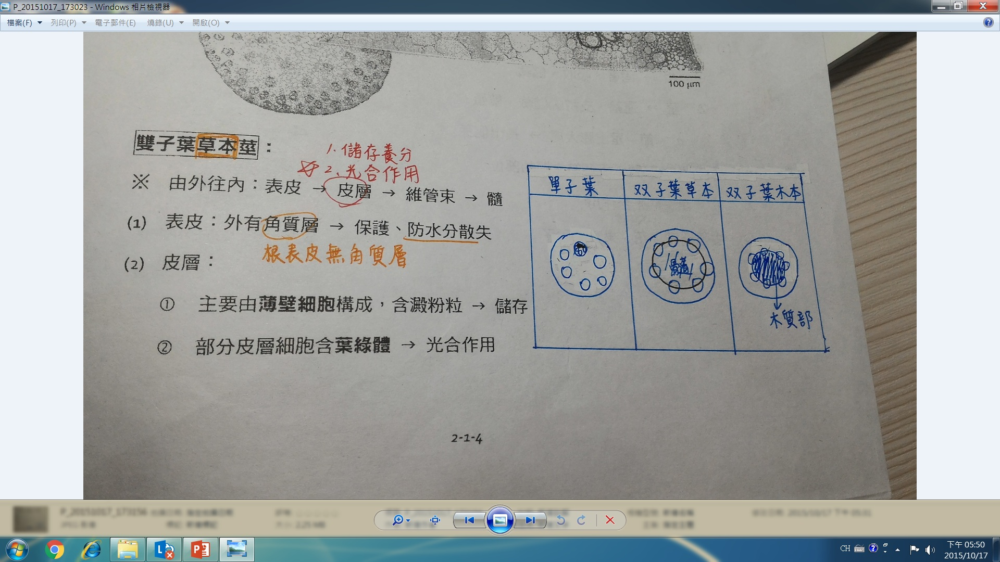 P_20151017_173023 - Windows 相片檢視器
檔案(F) 列印(P) 電子郵件(E) 燒錄(U) 開啟(O)
100 µm
雙子葉草本莖：
1. 儲存養分
2. 光合作用
※ 由外往內：表皮 → 皮層 → 維管束 → 髓
(1) 表皮：外有角質層 → 保護、防水分散失
根表皮無角質層
(2) 皮層：
① 主要由薄壁細胞構成，含澱粉粒 → 儲存
② 部分皮層細胞含葉綠體 → 光合作用
單子葉 双子葉草本 双子葉木本
髓
木質部
2-1-4
P_20151017_173156
2.25 MB
CH
下午 05:50
2015/10/17